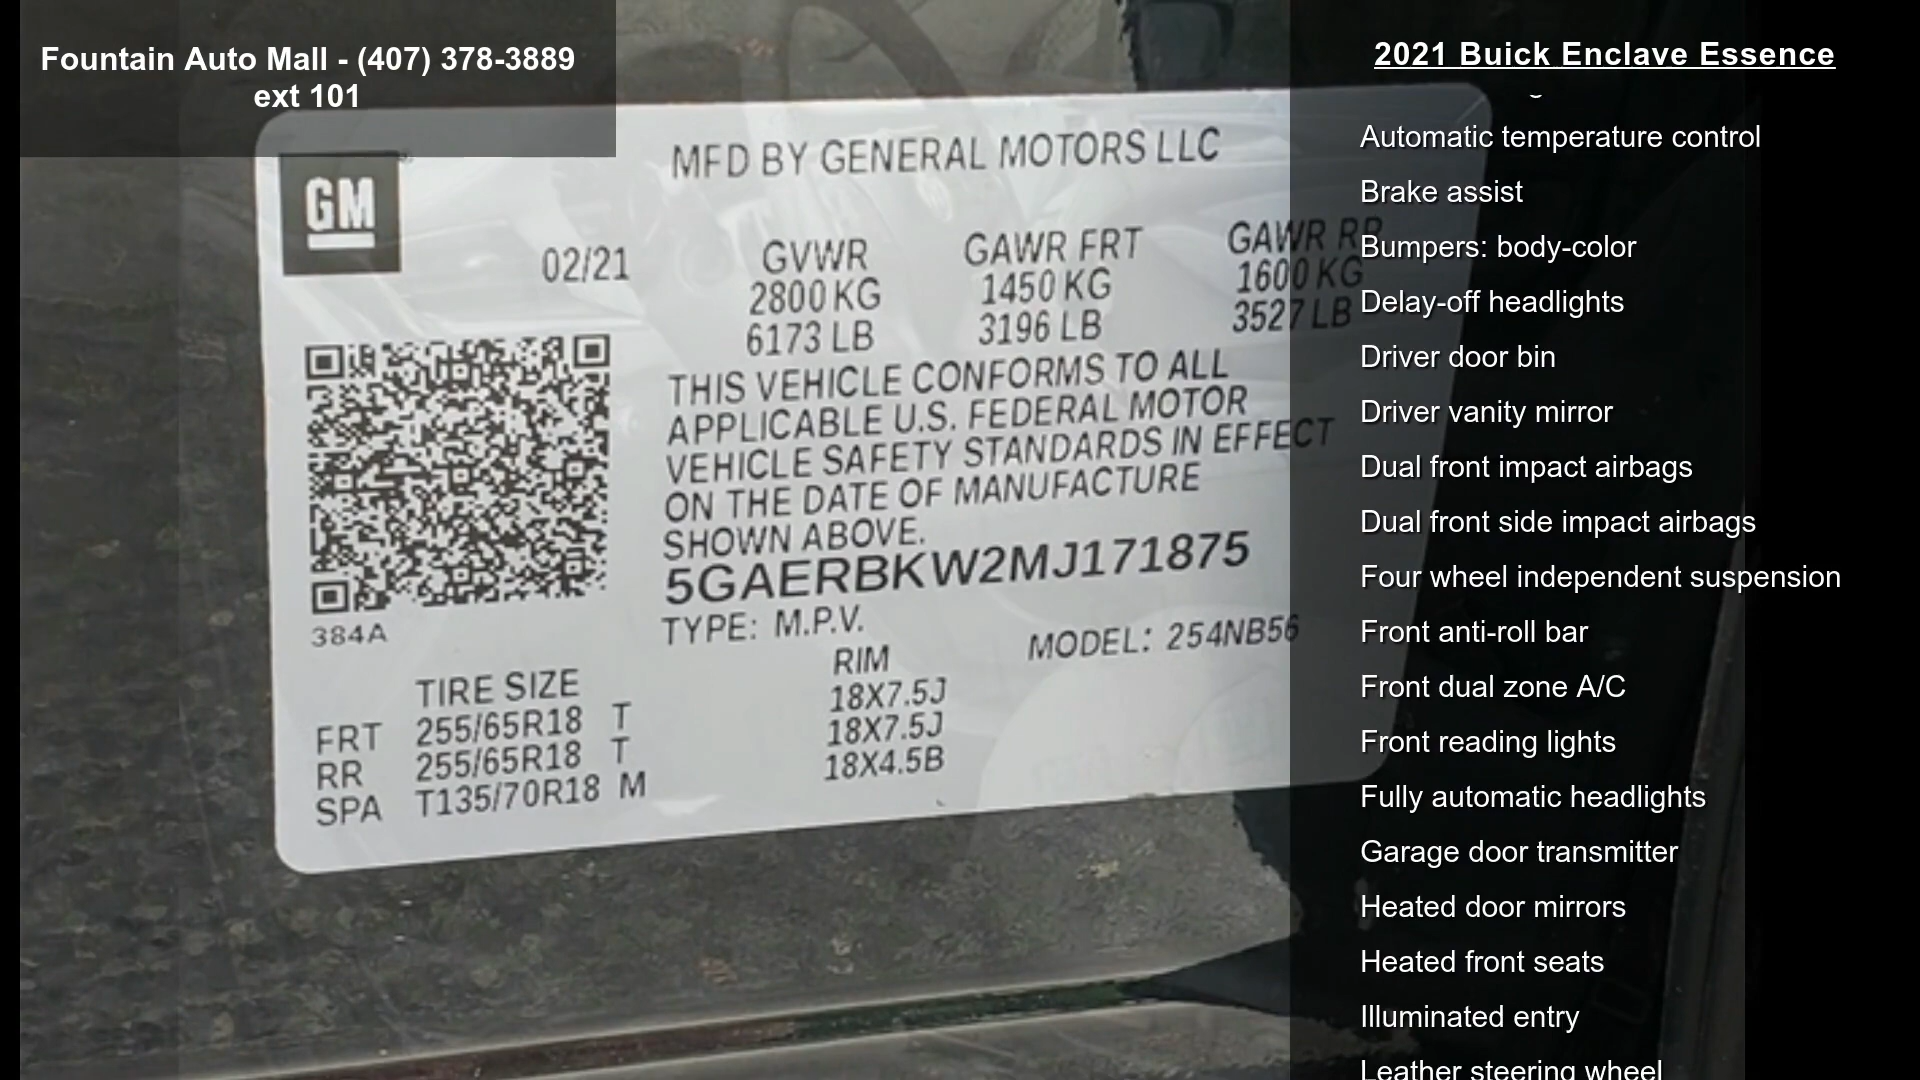 Fountain Auto Mall - (407) 378-3889
ext 101
GM
MFD BY GENERAL MOTORS LLC
02/21
GVWR
2800 KG
6173 LB
GAWR FRT
1450 KG
3196 LB
GAWR RR
1600 KG
3527 LB
THIS VEHICLE CONFORMS TO ALL
APPLICABLE U.S. FEDERAL MOTOR
VEHICLE SAFETY STANDARDS IN EFFECT
ON THE DATE OF MANUFACTURE
SHOWN ABOVE.
5GAERBKW2MJ171875
TYPE: M.P.V.
MODEL: 254NB56
384A
TIRE SIZE RIM
FRT 255/65R18 T 18X7.5J
RR 255/65R18 T 18X7.5J
SPA T135/70R18 M 18X4.5B
2021 Buick Enclave Essence
Automatic temperature control
Brake assist
Bumpers: body-color
Delay-off headlights
Driver door bin
Driver vanity mirror
Dual front impact airbags
Dual front side impact airbags
Four wheel independent suspension
Front anti-roll bar
Front dual zone A/C
Front reading lights
Fully automatic headlights
Garage door transmitter
Heated door mirrors
Heated front seats
Illuminated entry
Leather steering wheel